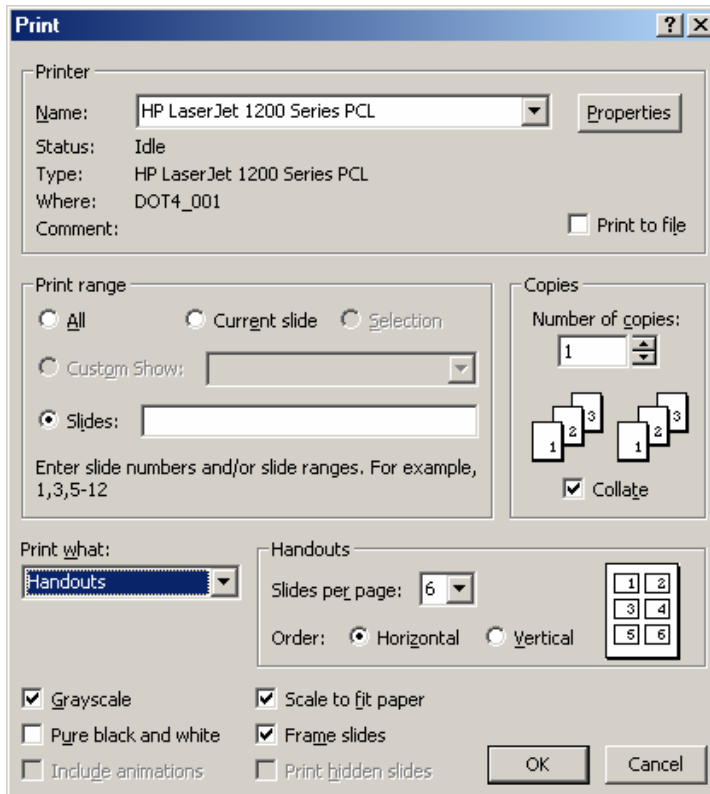 Print
Printer
Name: HP LaserJet 1200 Series PCL Properties
Status: Idle
Type: HP LaserJet 1200 Series PCL
Where: DOT4_001
Comment: Print to file
Print range
All Current slide Selection
Custom Show:
Slides:
Enter slide numbers and/or slide ranges. For example,
1,3,5-12
Copies
Number of copies:
1
1 2 3 1 2 3
Collate
Print what:
Handouts
Handouts
Slides per page: 6
Order: Horizontal Vertical
1 2
3 4
5 6
Grayscale Scale to fit paper
Pure black and white Frame slides
Include animations Print hidden slides
OK Cancel